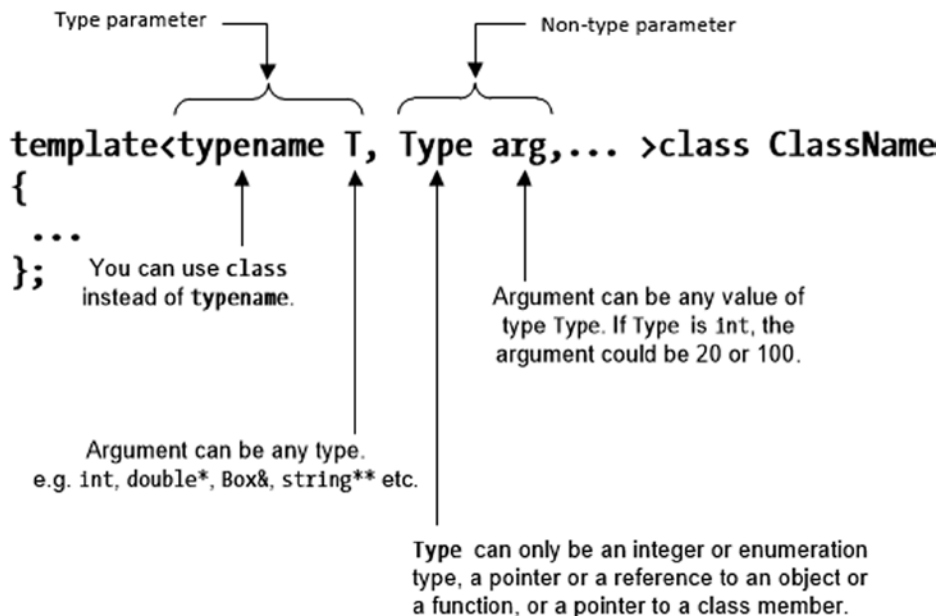 Type parameter
Non-type parameter
template<typename T, Type arg,... >class ClassName
{
...
};
You can use class
instead of typename.
Argument can be any value of
type Type. If Type is int, the
argument could be 20 or 100.
Argument can be any type.
e.g. int, double*, Box&, string** etc.
Type can only be an integer or enumeration
type, a pointer or a reference to an object or
a function, or a pointer to a class member.